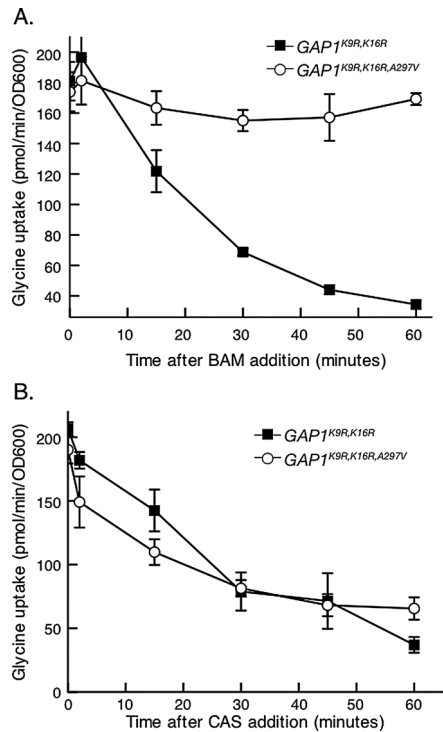 A.
GAP1K9R,K16R
GAP1K9R,K16R,A297V
Glycine uptake (pmol/min/OD600)
200
180
160
140
120
100
80
60
40
0 10 20 30 40 50 60
Time after BAM addition (minutes)
B.
GAP1K9R,K16R
GAP1K9R,K16R,A297V
Glycine uptake (pmol/min/OD600)
200
150
100
50
0
0 10 20 30 40 50 60
Time after CAS addition (minutes)